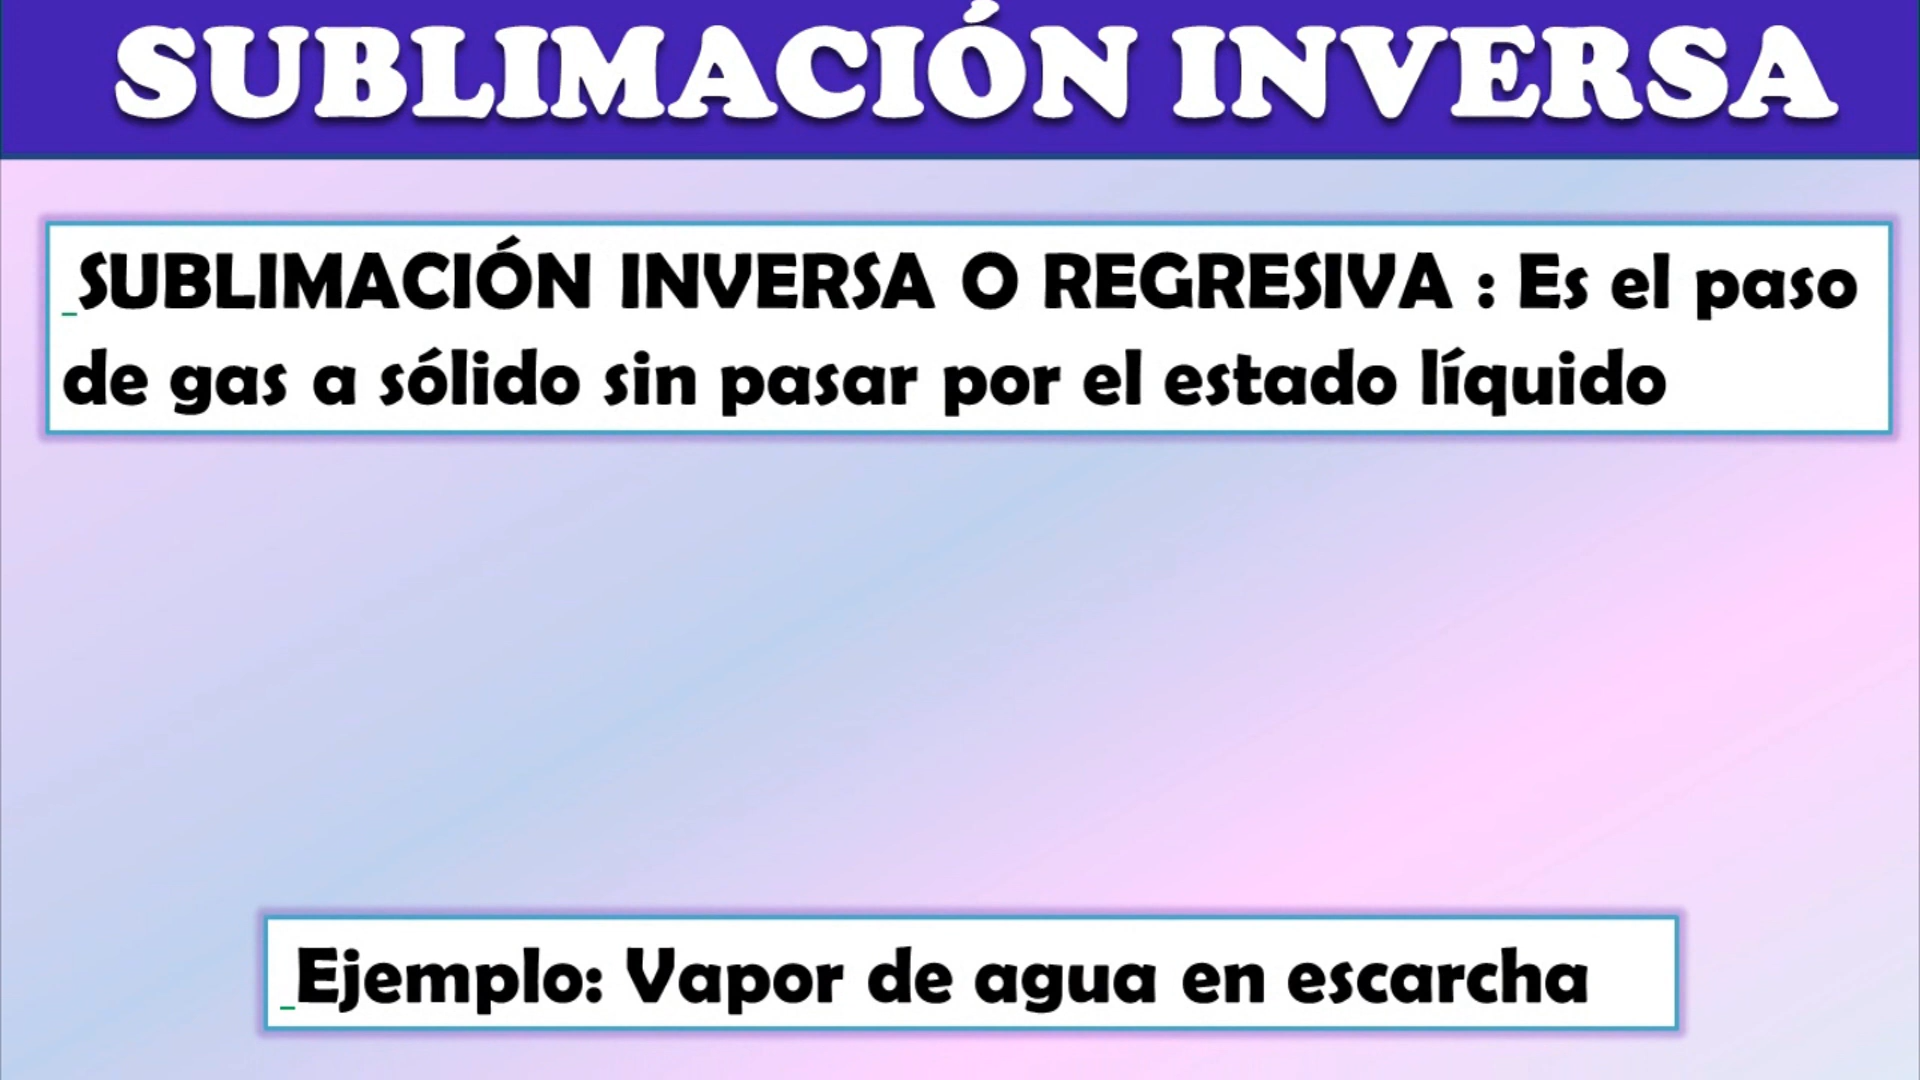 SUBLIMACIÓN INVERSA
SUBLIMACIÓN INVERSA O REGRESIVA : Es el paso
de gas a sólido sin pasar por el estado líquido
Ejemplo: Vapor de agua en escarcha